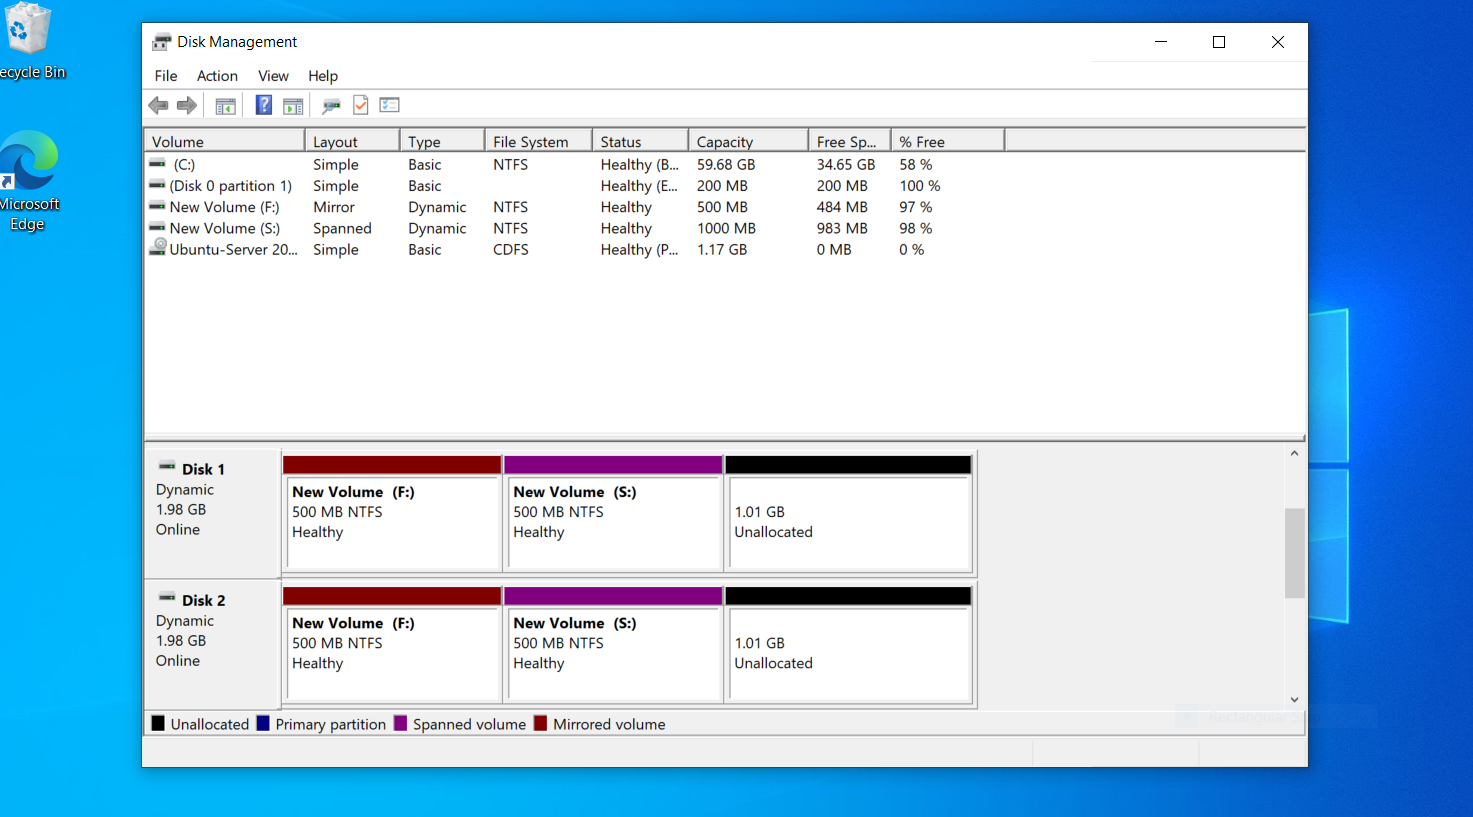 ecycle Bin
Microsoft
Edge
Disk Management
File Action View Help
Volume Layout Type File System Status Capacity Free Sp... % Free
(C:) Simple Basic NTFS Healthy (B... 59.68 GB 34.65 GB 58 %
(Disk 0 partition 1) Simple Basic Healthy (E... 200 MB 200 MB 100 %
New Volume (F:) Mirror Dynamic NTFS Healthy 500 MB 484 MB 97 %
New Volume (S:) Spanned Dynamic NTFS Healthy 1000 MB 983 MB 98 %
Ubuntu-Server 20... Simple Basic CDFS Healthy (P... 1.17 GB 0 MB 0 %
Disk 1
Dynamic
1.98 GB
Online
New Volume (F:)
500 MB NTFS
Healthy
New Volume (S:)
500 MB NTFS
Healthy
1.01 GB
Unallocated
Disk 2
Dynamic
1.98 GB
Online
New Volume (F:)
500 MB NTFS
Healthy
New Volume (S:)
500 MB NTFS
Healthy
1.01 GB
Unallocated
Unallocated Primary partition Spanned volume Mirrored volume
Rectangular Snip